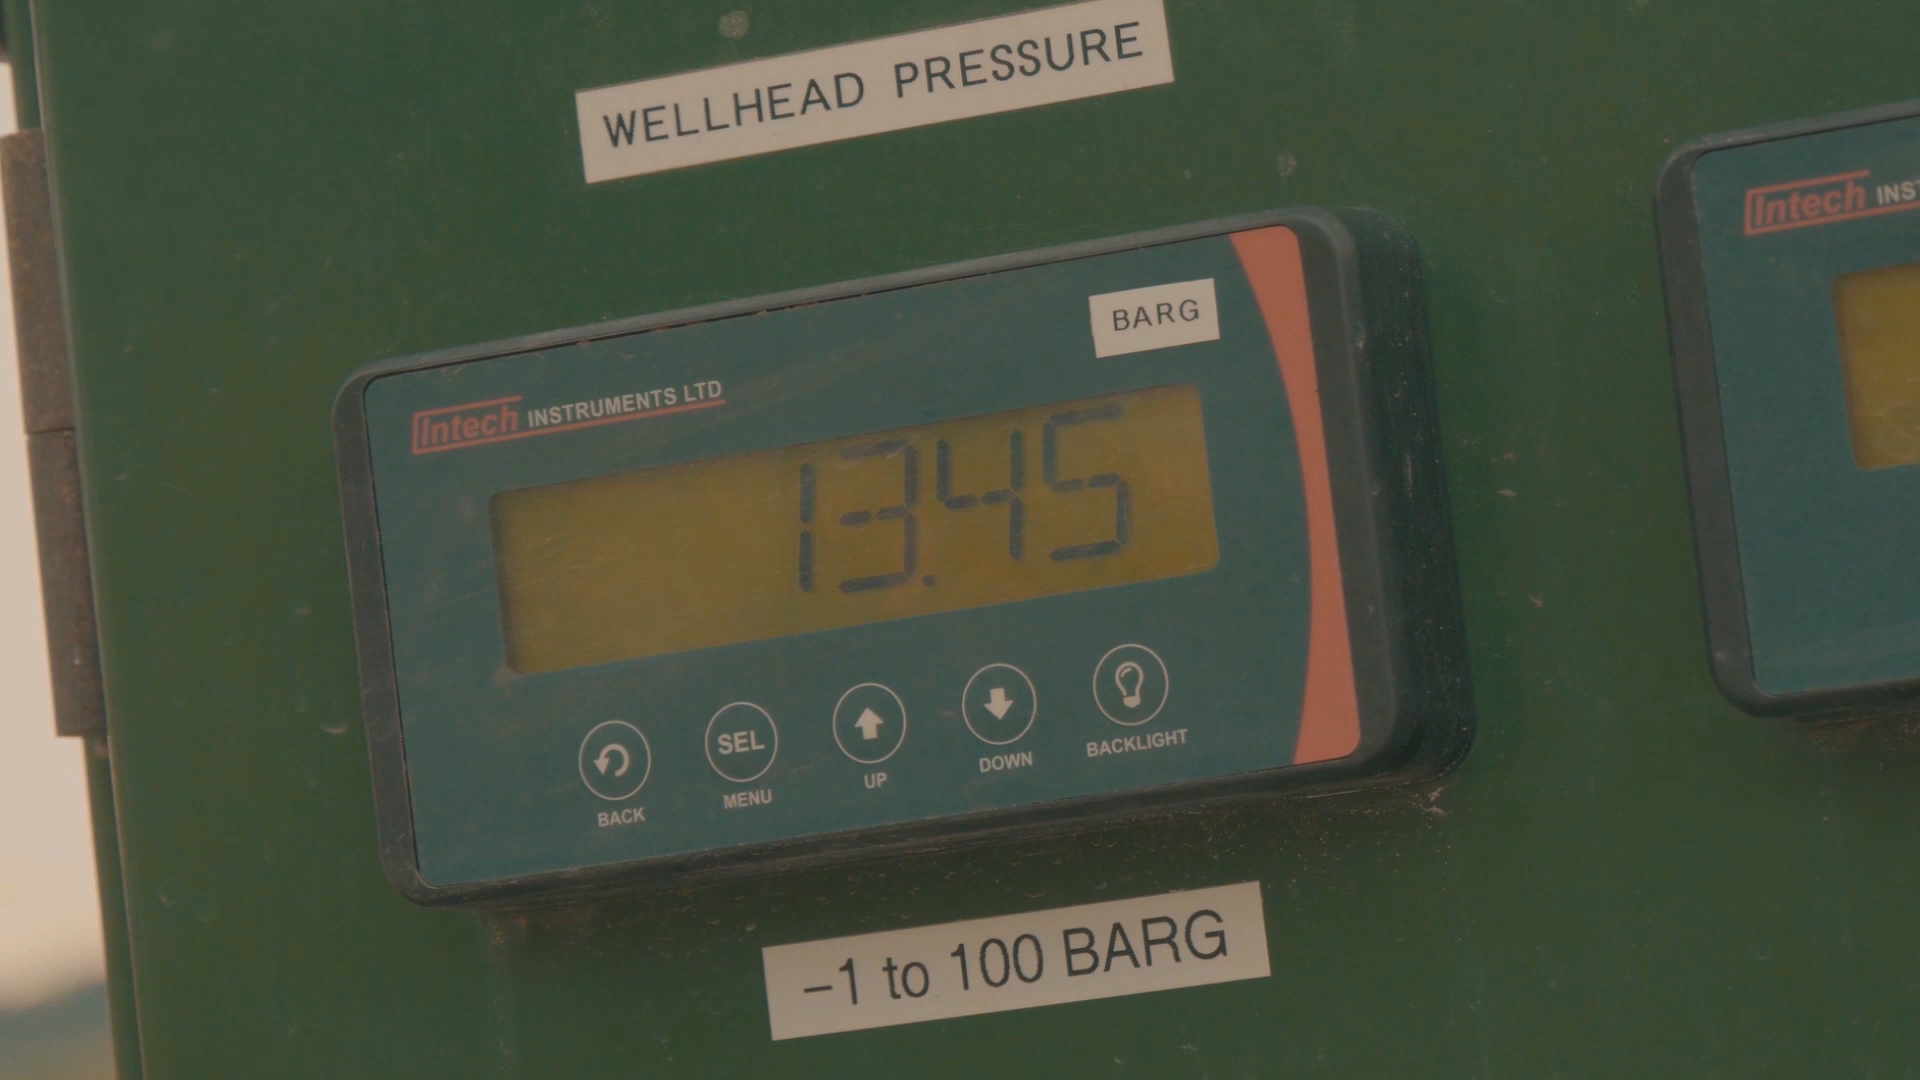 WELLHEAD PRESSURE
BARG
Intech INSTRUMENTS LTD
13.45
BACK
SEL
MENU
UP
DOWN
BACKLIGHT
-1 to 100 BARG
Intech INS